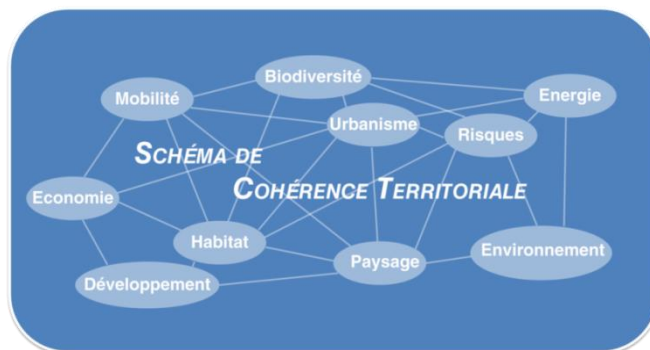 Biodiversité
Mobilité
Energie
Urbanisme
Risques
SCHÉMA DE
COHÉRENCE TERRITORIALE
Economie
Habitat
Environnement
Paysage
Développement